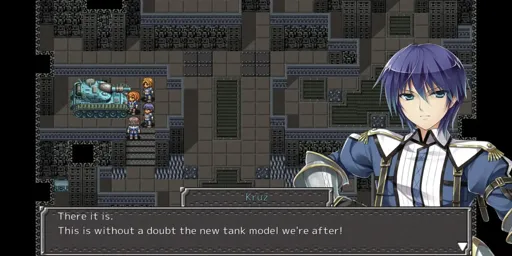 Kruz
There it is.
This is without a doubt the new tank model we're after!